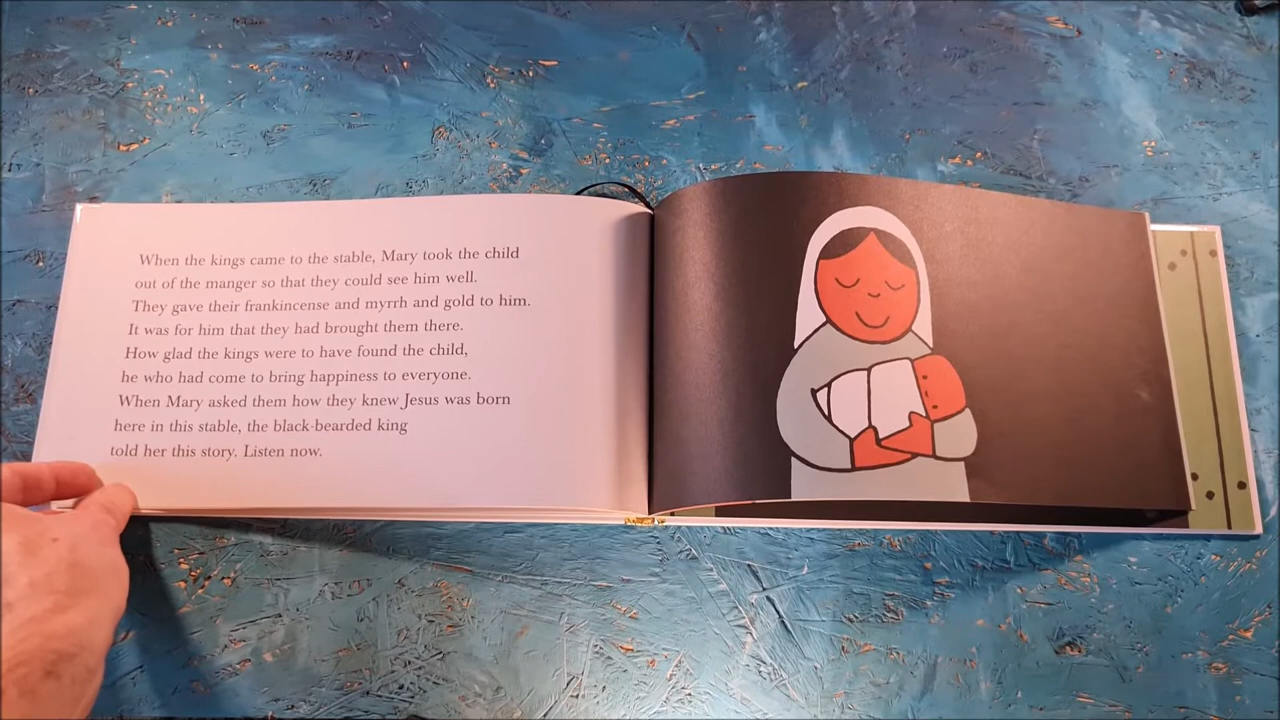 When the kings came to the stable, Mary took the child
out of the manger so that they could see him well.
They gave their frankincense and myrrh and gold to him.
It was for him that they had brought them there.
How glad the kings were to have found the child,
he who had come to bring happiness to everyone.
When Mary asked them how they knew Jesus was born
here in this stable, the black-bearded king
told her this story. Listen now.